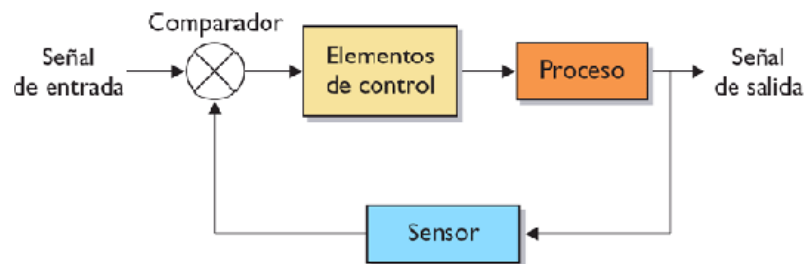 Comparador
Señal
de entrada
Elementos
de control
Proceso
Señal
de salida
Sensor